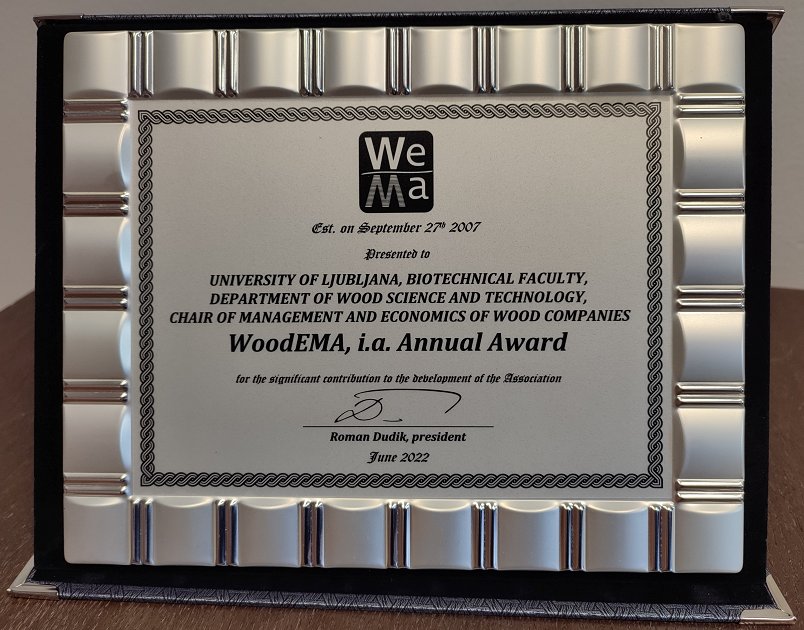 We
Ma
Est. on September 27th 2007
Presented to
UNIVERSITY OF LJUBLJANA, BIOTECHNICAL FACULTY,
DEPARTMENT OF WOOD SCIENCE AND TECHNOLOGY,
CHAIR OF MANAGEMENT AND ECONOMICS OF WOOD COMPANIES
WoodEMA, i.a. Annual Award
for the significant contribution to the development of the Association
Roman Dudik, president
June 2022